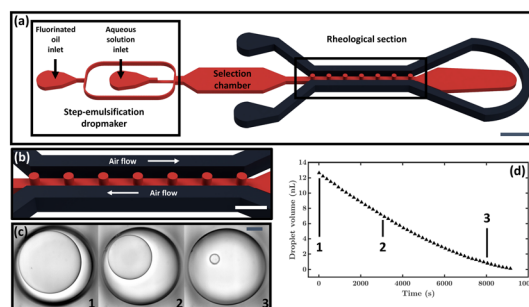 (a)
Fluorinated
oil
inlet
Aqueous
solution
inlet
Step-emulsification
dropmaker
Selection
chamber
Rheological section
(b)
Air flow
Air flow
(c)
1
2
3
(d)
Droplet volume (nL)
14
12
10
8
6
4
2
0
1
2
3
0 2000 4000 6000 8000
Time (s)